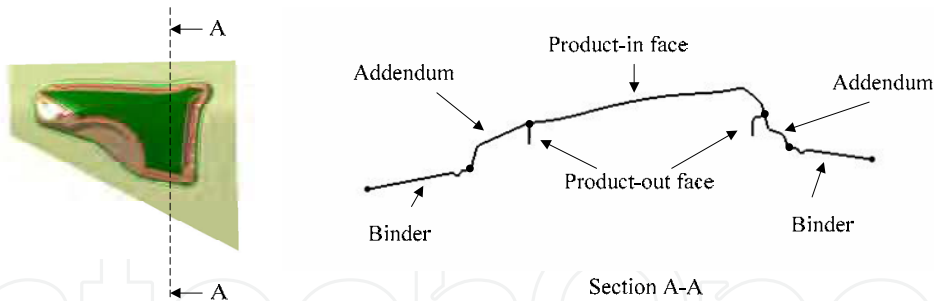 A
Product-in face
Addendum
Addendum
Product-out face
Binder
Binder
A
Section A-A